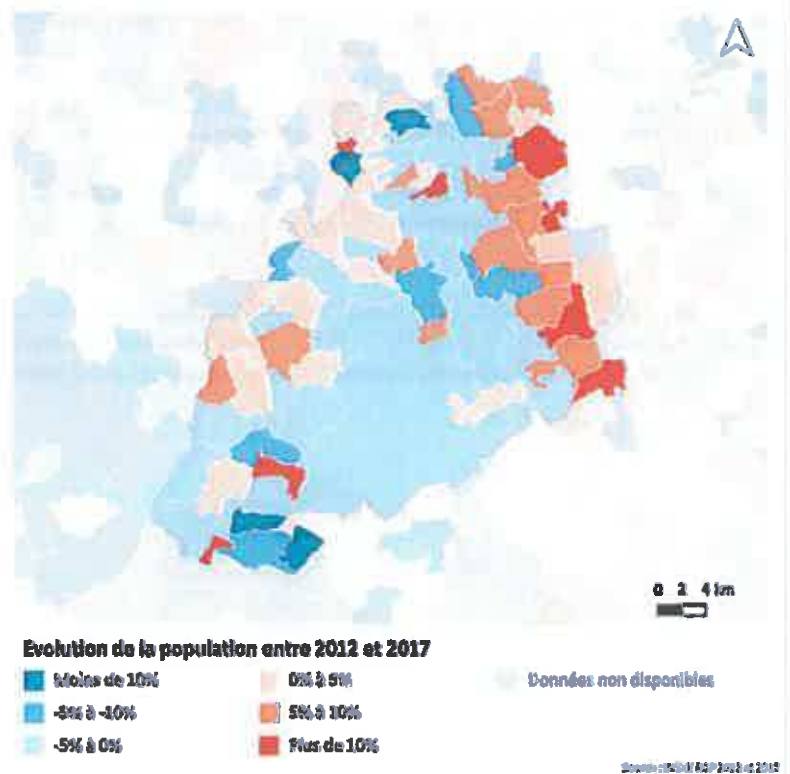 0 2 4 km
Evolution de la population entre 2012 et 2017
Moins de 10%
-5% à -10%
-5% à 0%
0% à 5%
5% à 10%
Plus de 10%
Données non disponibles